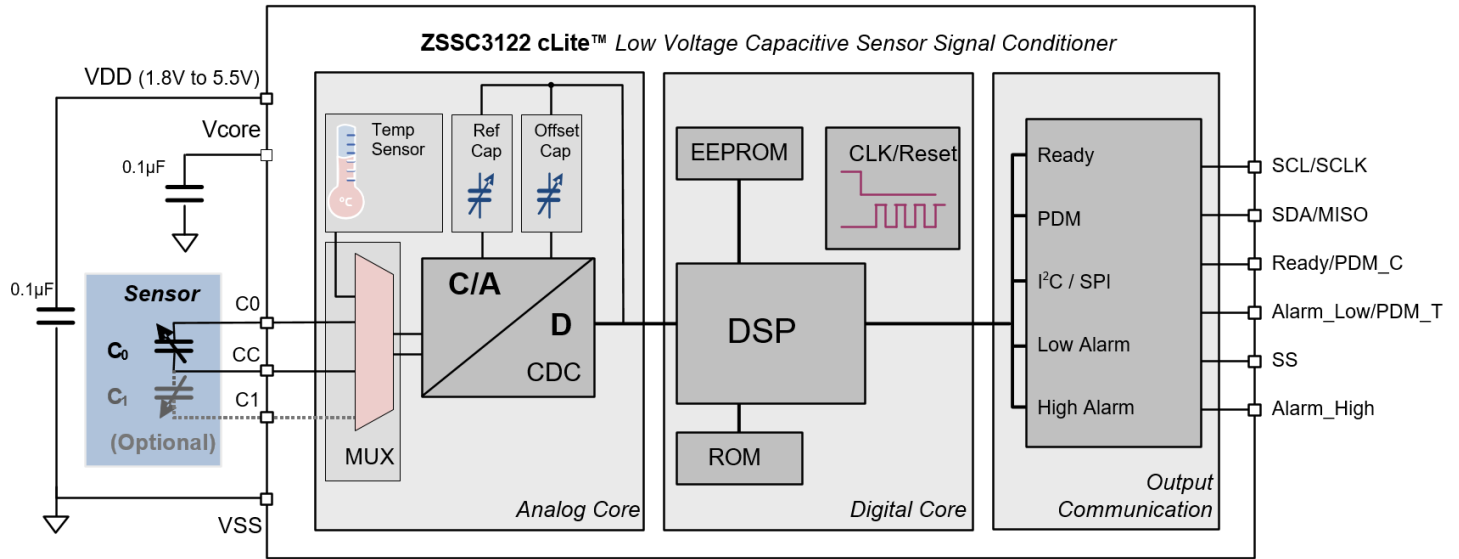 ZSSC3122 cLite™ Low Voltage Capacitive Sensor Signal Conditioner
VDD (1.8V to 5.5V)
Vcore
0.1µF
0.1µF
Sensor
C0
C₀
CC
C1
C₁
(Optional)
VSS
Temp
Sensor
°C
Ref
Cap
Offset
Cap
C/A
D
CDC
MUX
Analog Core
EEPROM
CLK/Reset
DSP
ROM
Digital Core
Ready
PDM
I²C / SPI
Low Alarm
High Alarm
Output
Communication
SCL/SCLK
SDA/MISO
Ready/PDM_C
Alarm_Low/PDM_T
SS
Alarm_High